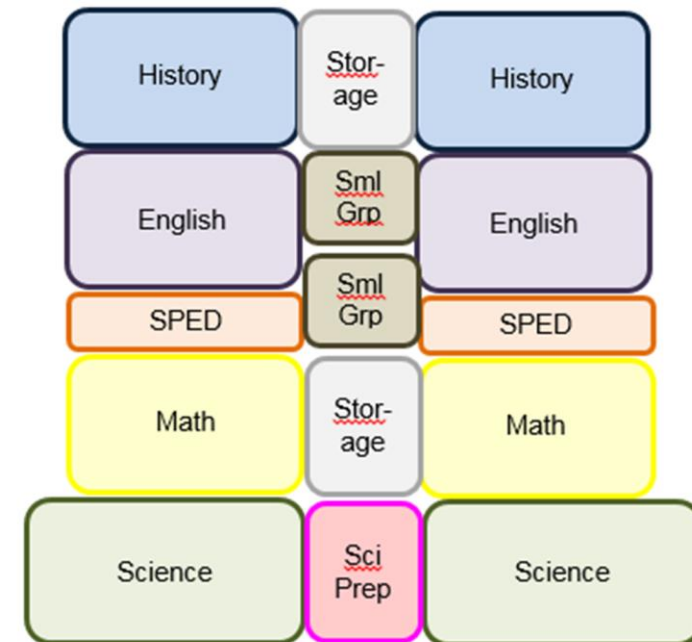 History
Stor-
age
History
English
Sml
Grp
English
Sml
Grp
SPED
SPED
Math
Stor-
age
Math
Science
Sci
Prep
Science